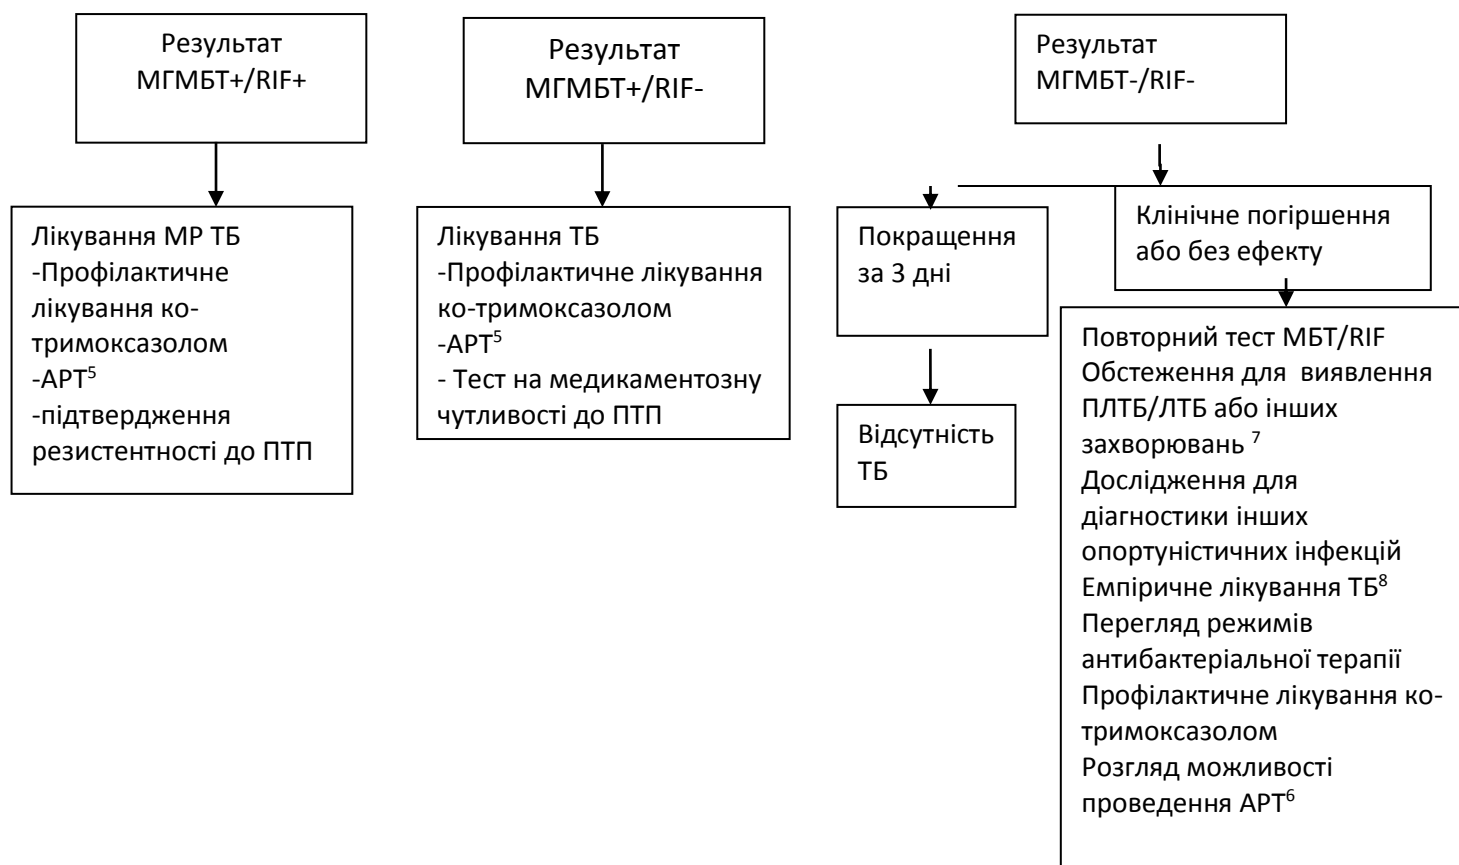 Результат
МГМБТ+/RIF+
Результат
МГМБТ+/RIF-
Результат
МГМБТ-/RIF-
Лікування МР ТБ
-Профілактичне
лікування ко-
тримоксазолом
-АРТ⁵
-підтвердження
резистентності до ПТП
Лікування ТБ
-Профілактичне лікування
ко-тримоксазолом
-АРТ⁵
- Тест на медикаментозну
чутливості до ПТП
Покращення
за 3 дні
Відсутність
ТБ
Клінічне погіршення
або без ефекту
Повторний тест МБТ/RIF
Обстеження для виявлення
ПЛТБ/ЛТБ або інших
захворювань ⁷
Дослідження для
діагностики інших
опортуністичних інфекцій
Емпіричне лікування ТБ⁸
Перегляд режимів
антибактеріальної терапії
Профілактичне лікування ко-
тримоксазолом
Розгляд можливості
проведення АРТ⁶